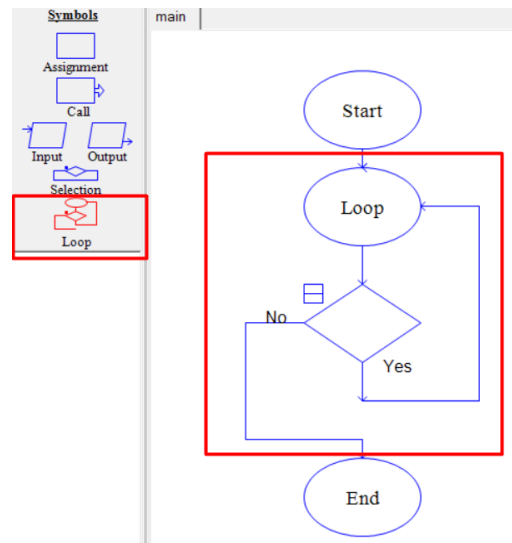 Symbols
Assignment
Call
Input Output
Selection
Loop
main
Start
Loop
No
Yes
End